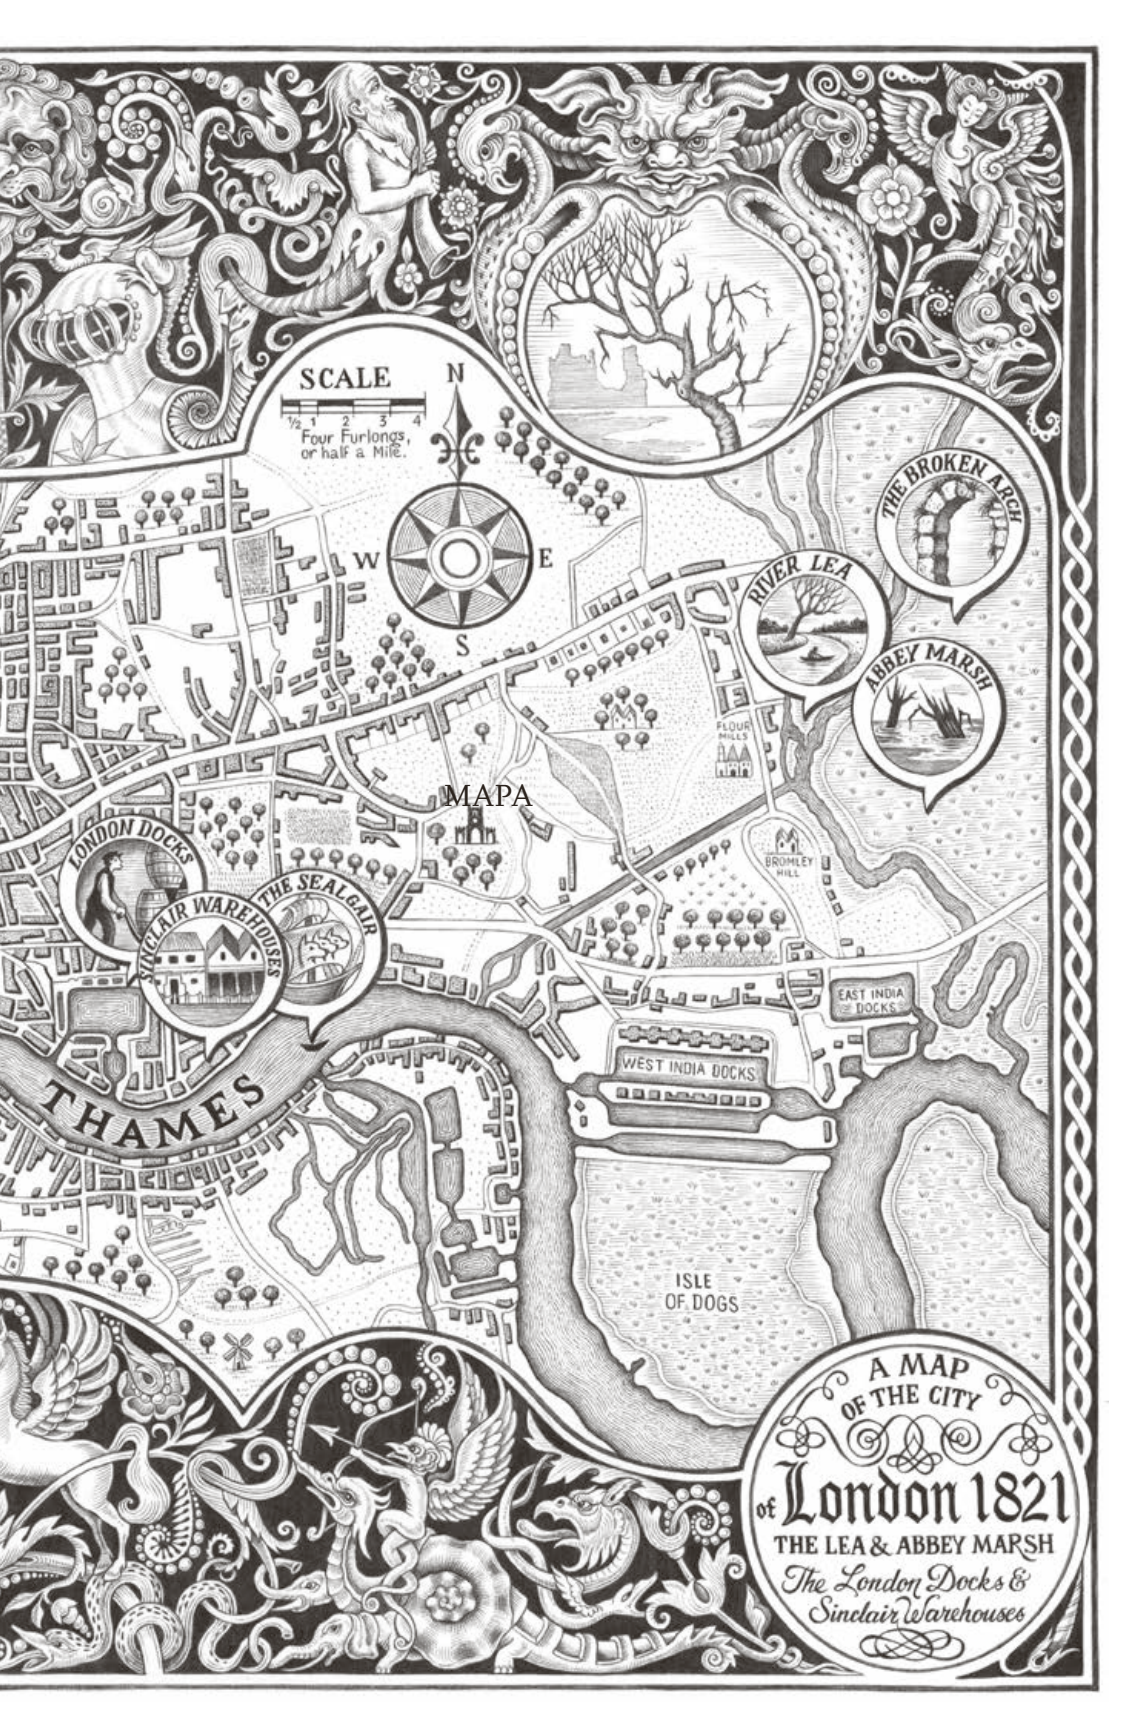 SCALE
N
½ 1 2 3 4
Four Furlongs,
or half a Mile.
THE BROKEN ARCH
W
E
RIVER LEA
S
ABBEY MARSH
FLOUR
MILLS
MAPA
LONDON DOCKS
BROMLEY
HILL
THE SEALGAIR
SINCLAIR WAREHOUSES
EAST INDIA
DOCKS
WEST INDIA DOCKS
THAMES
ISLE
OF DOGS
A MAP
OF THE CITY
of London 1821
THE LEA & ABBEY MARSH
The London Docks &
Sinclair Warehouses